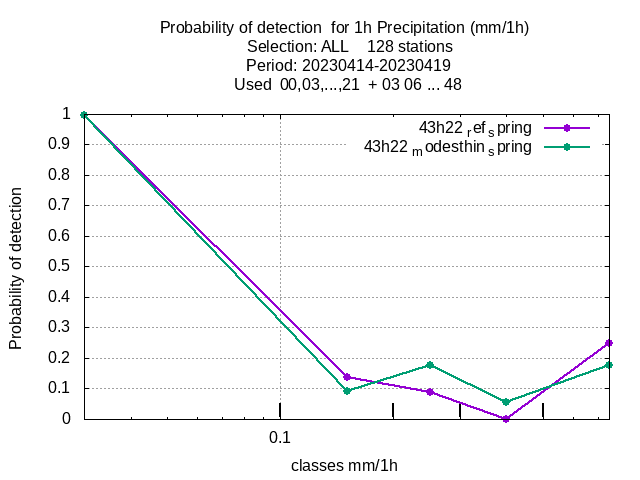 Probability of detection  for 1h Precipitation (mm/1h)
Selection: ALL    128 stations
Period: 20230414-20230419
Used  00,03,...,21  + 03 06 ... 48
43h22 ref spring
43h22 modesthin spring
1
0.9
0.8
0.7
0.6
0.5
0.4
0.3
0.2
0.1
0
Probability of detection
0.1
classes mm/1h